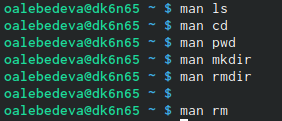 oalebedeva@dk6n65 ~ $ man ls
oalebedeva@dk6n65 ~ $ man cd
oalebedeva@dk6n65 ~ $ man pwd
oalebedeva@dk6n65 ~ $ man mkdir
oalebedeva@dk6n65 ~ $ man rmdir
oalebedeva@dk6n65 ~ $
oalebedeva@dk6n65 ~ $ man rm